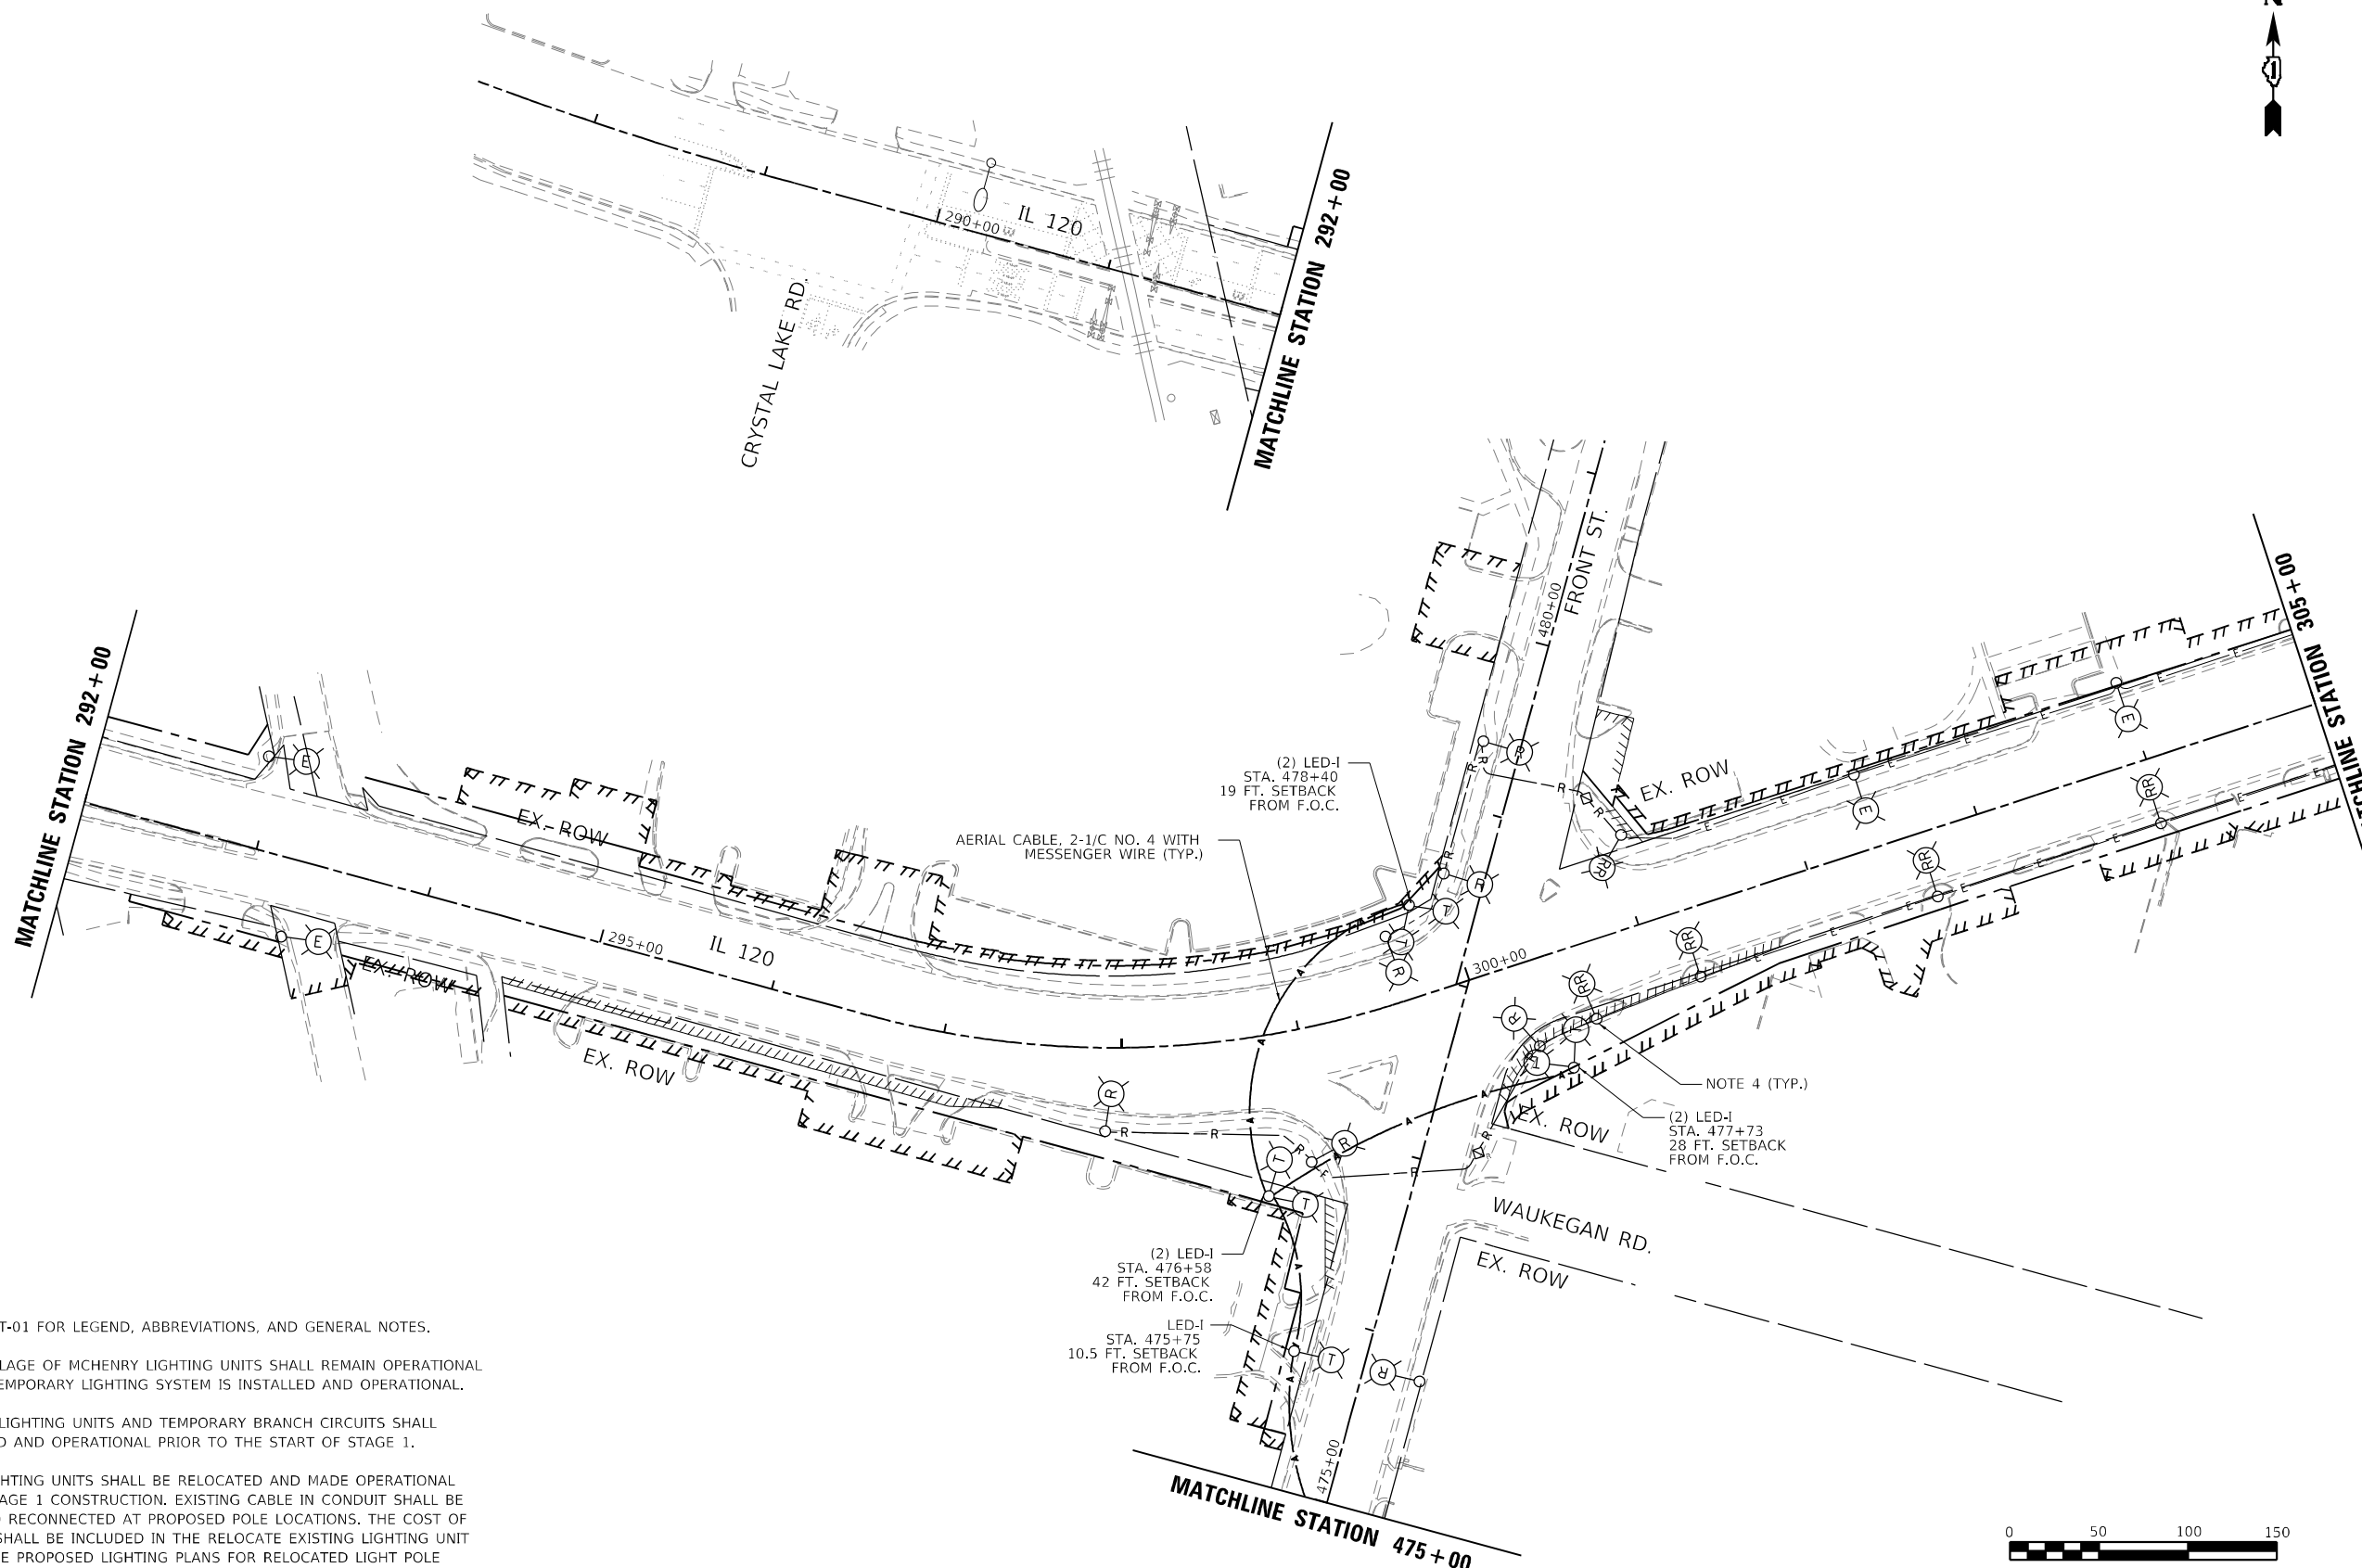 N
1
IL 120
290+00
CRYSTAL LAKE RD.
MATCHLINE STATION 292+00
MATCHLINE STATION 292+00
FRONT ST.
480+00
MATCHLINE STATION 305+00
EX. ROW
EX. ROW
(2) LED-I
STA. 478+40
19 FT. SETBACK
FROM F.O.C.
AERIAL CABLE, 2-1/C NO. 4 WITH
MESSENGER WIRE (TYP.)
295+00
IL 120
300+00
EX. ROW
EX. ROW
NOTE 4 (TYP.)
(2) LED-I
STA. 477+73
28 FT. SETBACK
FROM F.O.C.
EX. ROW
WAUKEGAN RD.
EX. ROW
(2) LED-I
STA. 476+58
42 FT. SETBACK
FROM F.O.C.
LED-I
STA. 475+75
10.5 FT. SETBACK
FROM F.O.C.
475+00
MATCHLINE STATION 475+00
T-01 FOR LEGEND, ABBREVIATIONS, AND GENERAL NOTES.
LAGE OF MCHENRY LIGHTING UNITS SHALL REMAIN OPERATIONAL
EMPORARY LIGHTING SYSTEM IS INSTALLED AND OPERATIONAL.
LIGHTING UNITS AND TEMPORARY BRANCH CIRCUITS SHALL
D AND OPERATIONAL PRIOR TO THE START OF STAGE 1.
GHTING UNITS SHALL BE RELOCATED AND MADE OPERATIONAL
AGE 1 CONSTRUCTION. EXISTING CABLE IN CONDUIT SHALL BE
RECONNECTED AT PROPOSED POLE LOCATIONS. THE COST OF
SHALL BE INCLUDED IN THE RELOCATE EXISTING LIGHTING UNIT
E PROPOSED LIGHTING PLANS FOR RELOCATED LIGHT POLE
0 50 100 150